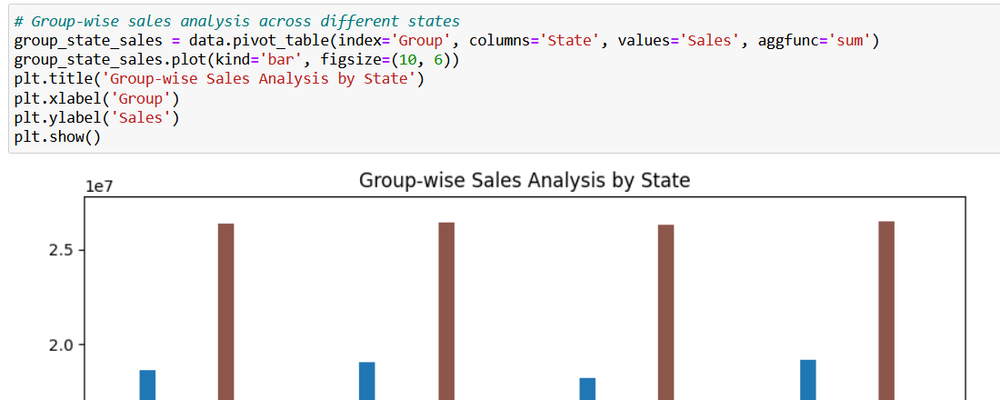 # Group-wise sales analysis across different states
group_state_sales = data.pivot_table(index='Group', columns='State', values='Sales', aggfunc='sum')
group_state_sales.plot(kind='bar', figsize=(10, 6))
plt.title('Group-wise Sales Analysis by State')
plt.xlabel('Group')
plt.ylabel('Sales')
plt.show()
Group-wise Sales Analysis by State
1e7
2.5
2.0